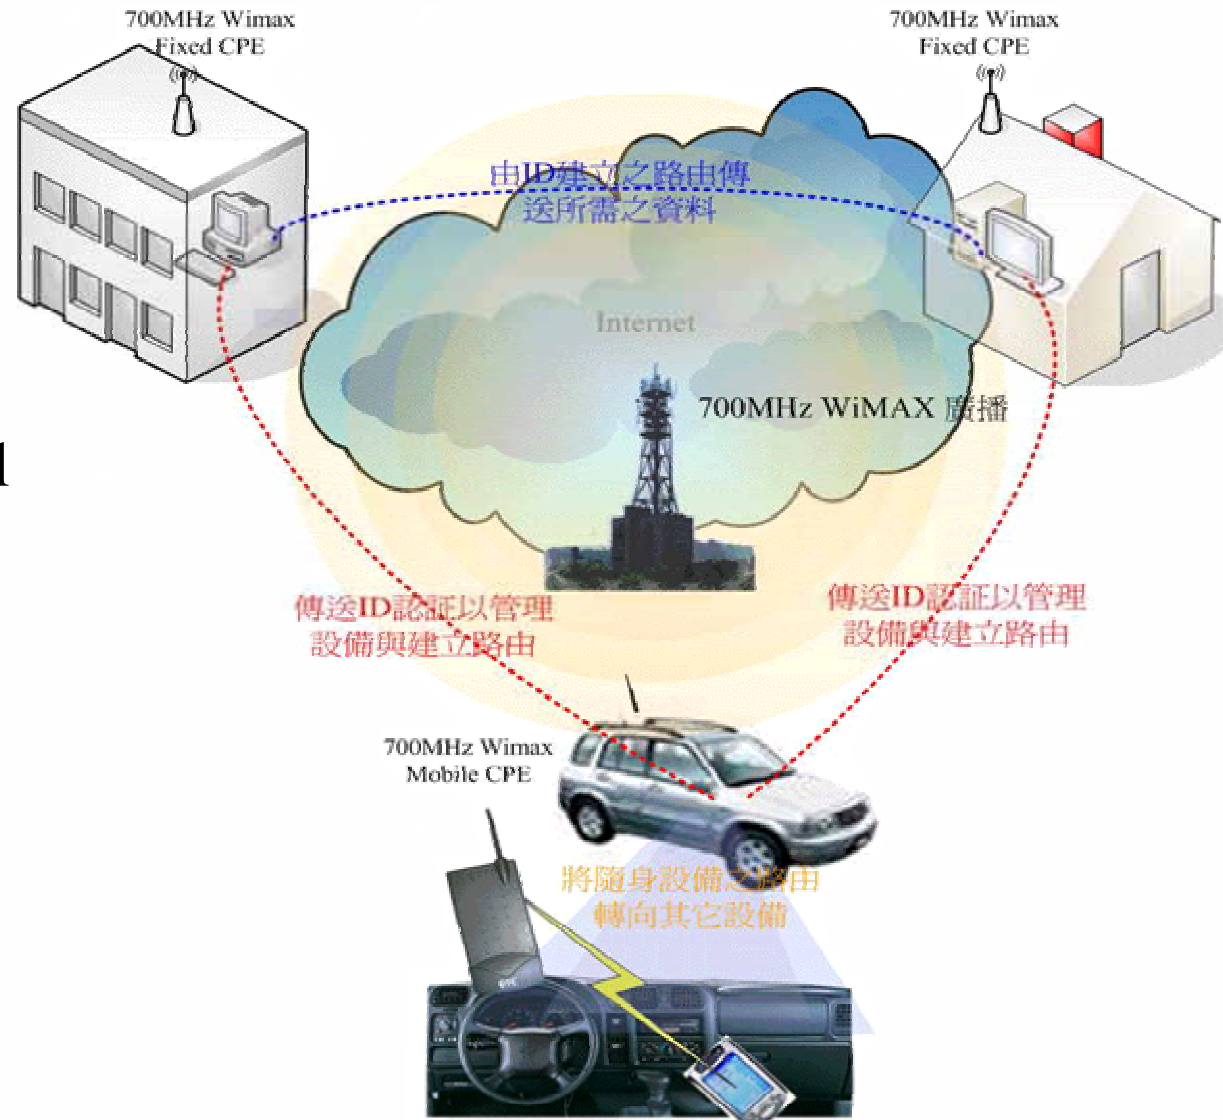 700MHz Wimax
Fixed CPE
700MHz Wimax
Fixed CPE
由ID建立之路由傳
送所需之資料
Internet
700MHz WiMAX 廣播
傳送ID認証以管理
設備與建立路由
傳送ID認証以管理
設備與建立路由
700MHz Wimax
Mobile CPE
將隨身設備之路由
轉向其它設備